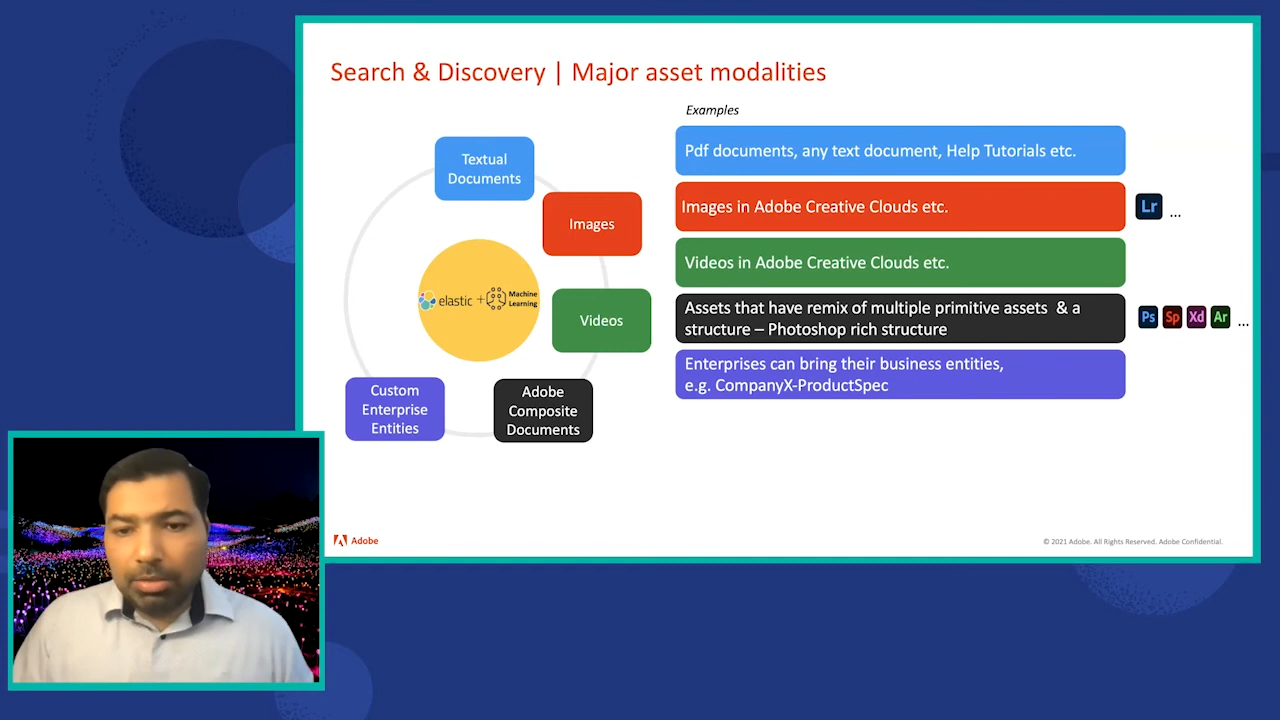 Search & Discovery | Major asset modalities
Examples
Textual
Documents
Images
Videos
Adobe
Composite
Documents
Custom
Enterprise
Entities
elastic + Machine
Learning
Pdf documents, any text document, Help Tutorials etc.
Images in Adobe Creative Clouds etc.
Lr ...
Videos in Adobe Creative Clouds etc.
Assets that have remix of multiple primitive assets & a
structure – Photoshop rich structure
Ps Sp Xd Ar ...
Enterprises can bring their business entities,
e.g. CompanyX-ProductSpec
Adobe
© 2021 Adobe. All Rights Reserved. Adobe Confidential.